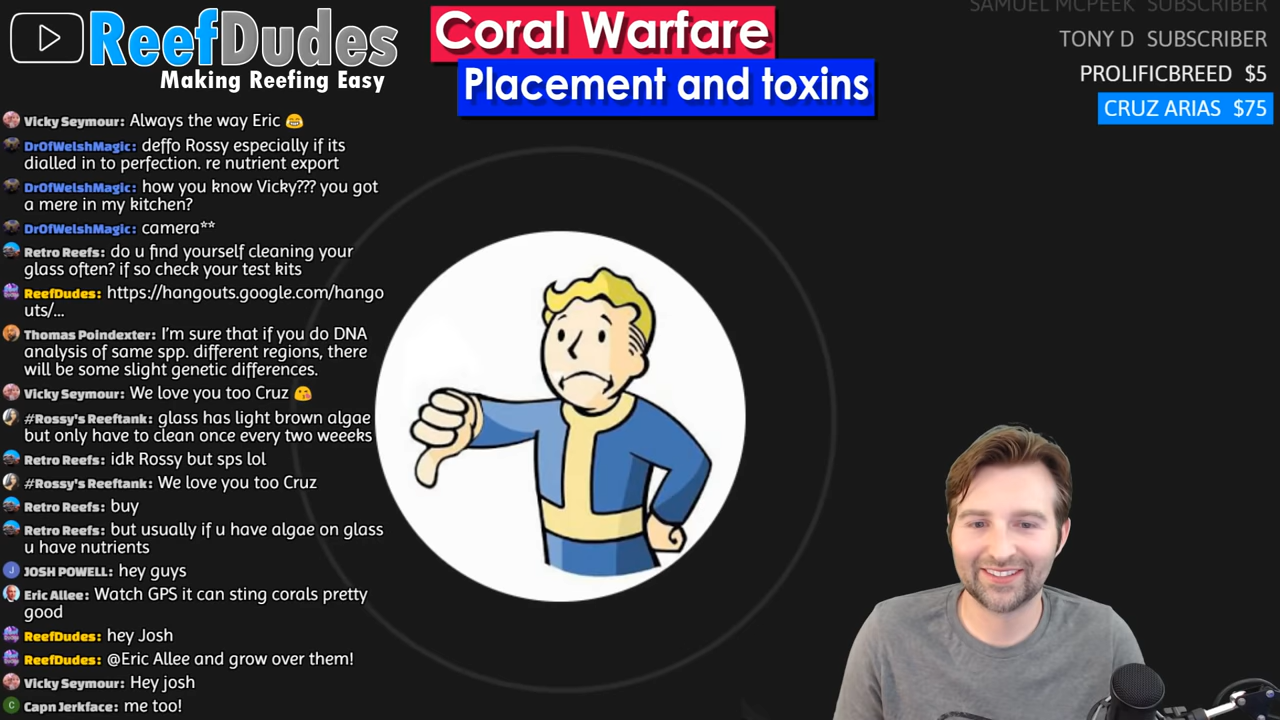 ReefDudes
Making Reefing Easy
Coral Warfare
Placement and toxins
SAMUEL MCPEEK SUBSCRIBER
TONY D SUBSCRIBER
PROLIFICBREED $5
CRUZ ARIAS $75
Vicky Seymour: Always the way Eric 😂
DrOfWelshMagic: deffo Rossy especially if its
dialled in to perfection. re nutrient export
DrOfWelshMagic: how you know Vicky??? you got
a mere in my kitchen?
DrOfWelshMagic: camera**
Retro Reefs: do u find yourself cleaning your
glass often? if so check your test kits
ReefDudes: https://hangouts.google.com/hango
uts/...
Thomas Poindexter: I'm sure that if you do DNA
analysis of same spp. different regions, there
will be some slight genetic differences.
Vicky Seymour: We love you too Cruz 😘
#Rossy's Reeftank: glass has light brown algae
but only have to clean once every two weeeks
Retro Reefs: idk Rossy but sps lol
#Rossy's Reeftank: We love you too Cruz
Retro Reefs: buy
Retro Reefs: but usually if u have algae on glass
u have nutrients
J
JOSH POWELL: hey guys
Eric Allee: Watch GPS it can sting corals pretty
good
ReefDudes: hey Josh
ReefDudes: @Eric Allee and grow over them!
Vicky Seymour: Hey josh
C
Capn Jerkface: me too!